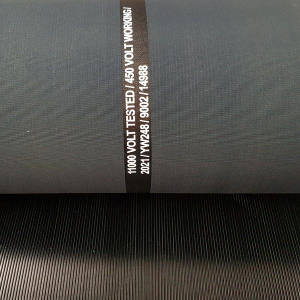 11000 VOLT TESTED / 450 VOLT WORKING/
2021 / YW248 / 9002 / 14988